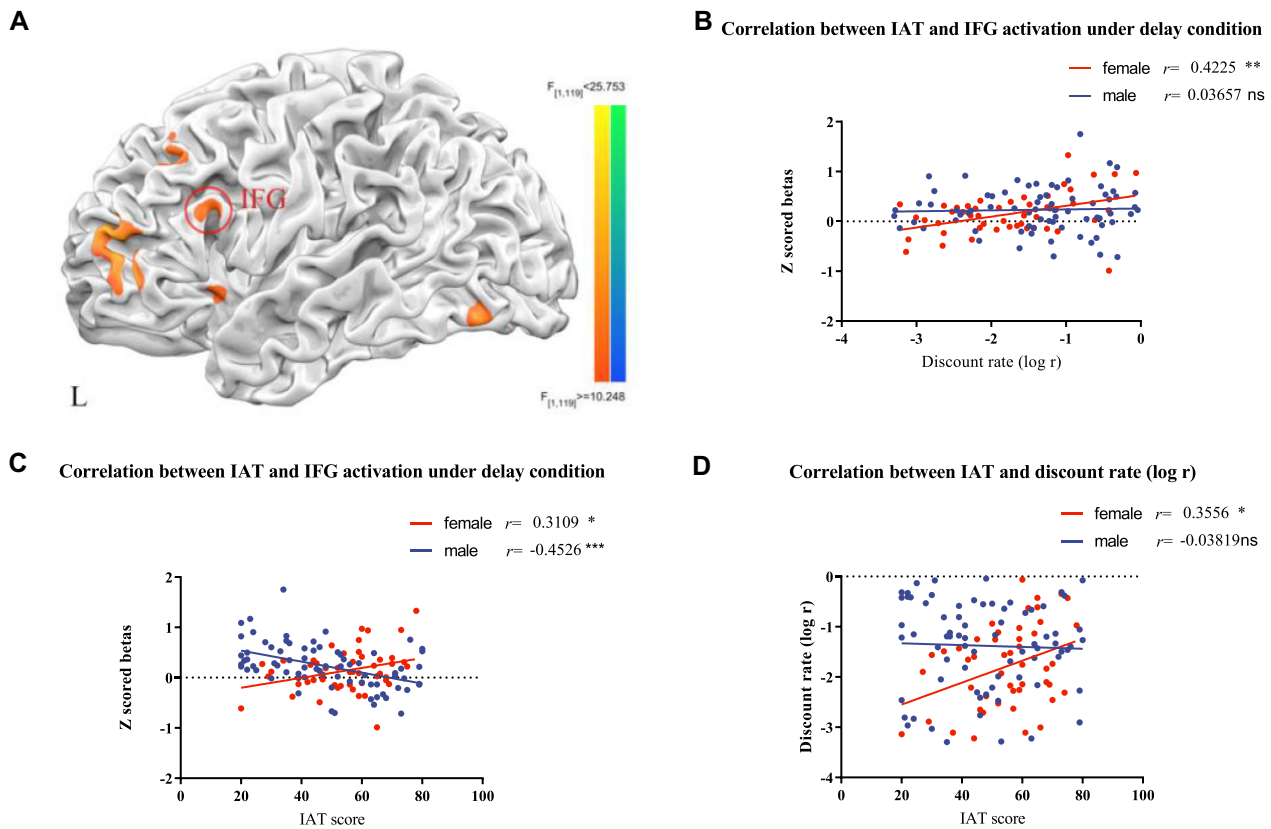 A
IFG
L
F[1,119]<25.753
F[1,119]>=10.248
B
Correlation between IAT and IFG activation under delay condition
female r= 0.4225 **
male r= 0.03657 ns
2
1
0
-1
-2
-4 -3 -2 -1 0
Z scored betas
Discount rate (log r)
C
Correlation between IAT and IFG activation under delay condition
female r= 0.3109 *
male r= -0.4526 ***
2
1
0
-1
-2
0 20 40 60 80 100
Z scored betas
IAT score
D
Correlation between IAT and discount rate (log r)
female r= 0.3556 *
male r= -0.03819ns
0
-1
-2
-3
-4
0 20 40 60 80 100
Discount rate (log r)
IAT score